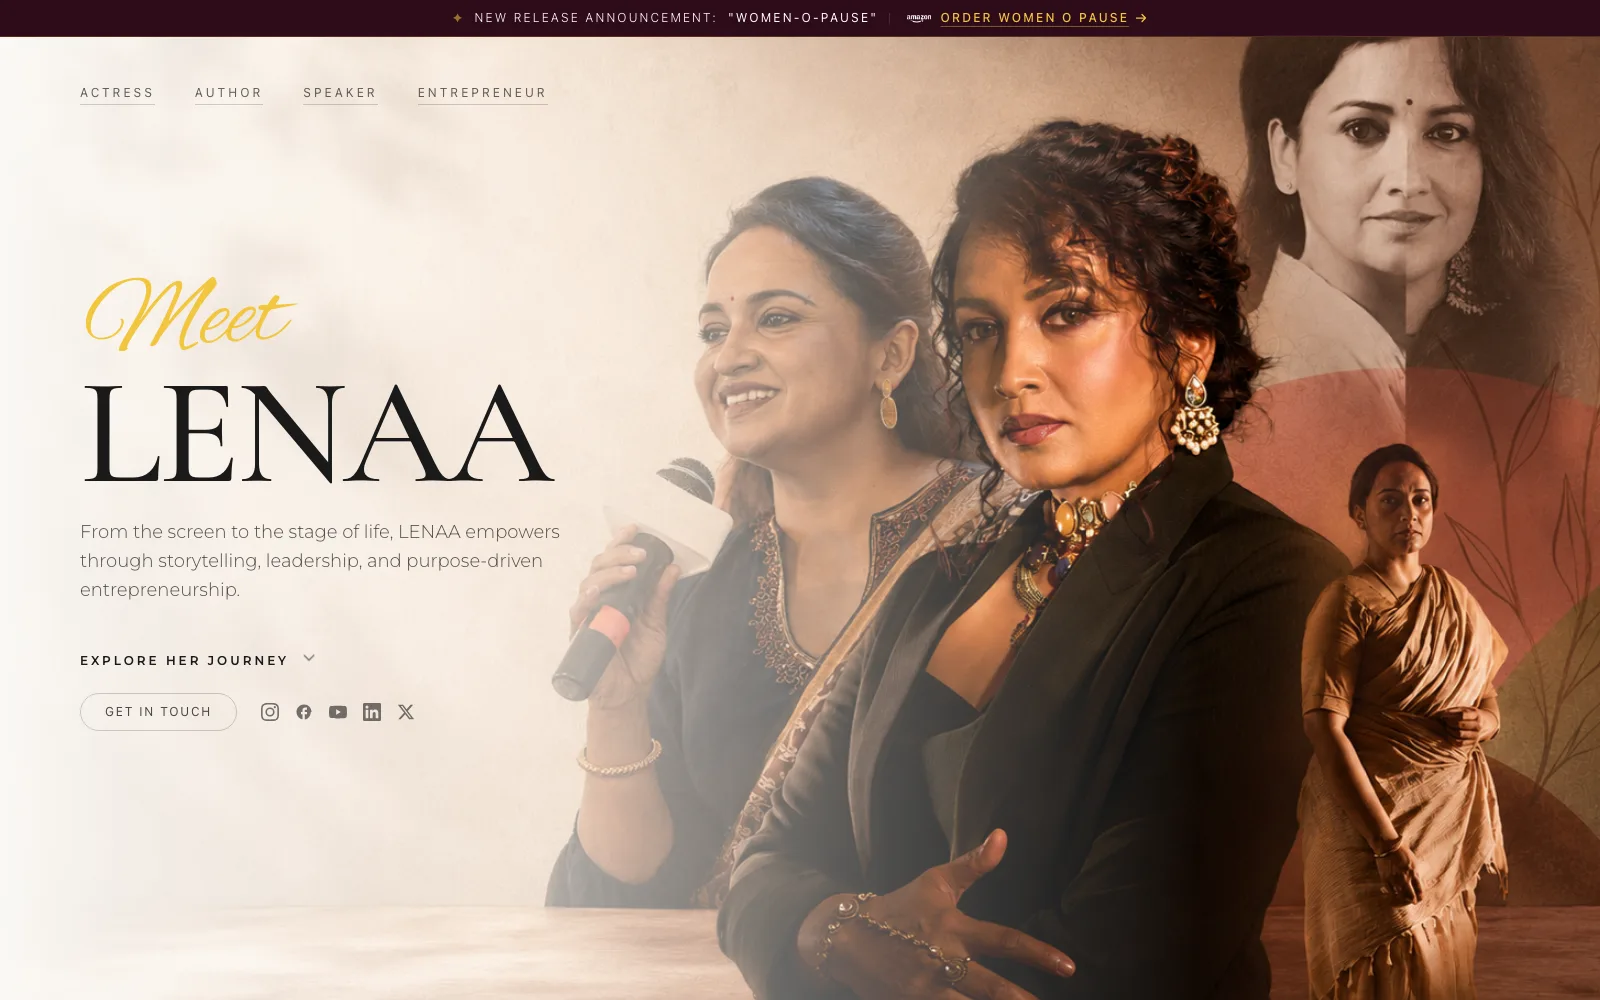 NEW RELEASE ANNOUNCEMENT: "WOMEN-O-PAUSE" | amazon ORDER WOMEN O PAUSE →
ACTRESS AUTHOR SPEAKER ENTREPRENEUR
Meet
LENAA
From the screen to the stage of life, LENAA empowers
through storytelling, leadership, and purpose-driven
entrepreneurship.
EXPLORE HER JOURNEY
GET IN TOUCH